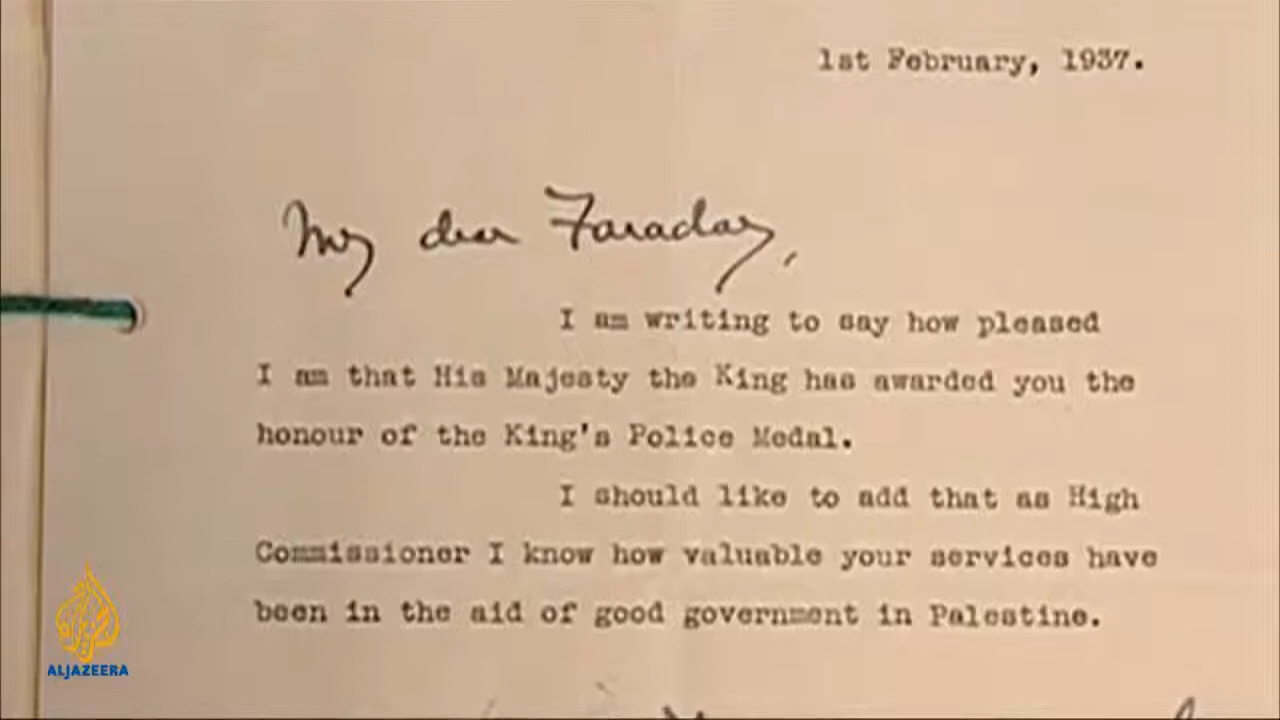 1st February, 1937.
My dear Faraday,
I am writing to say how pleased
I am that His Majesty the King has awarded you the
honour of the King's Police Medal.
I should like to add that as High
Commissioner I know how valuable your services have
been in the aid of good government in Palestine.
ALJAZEERA